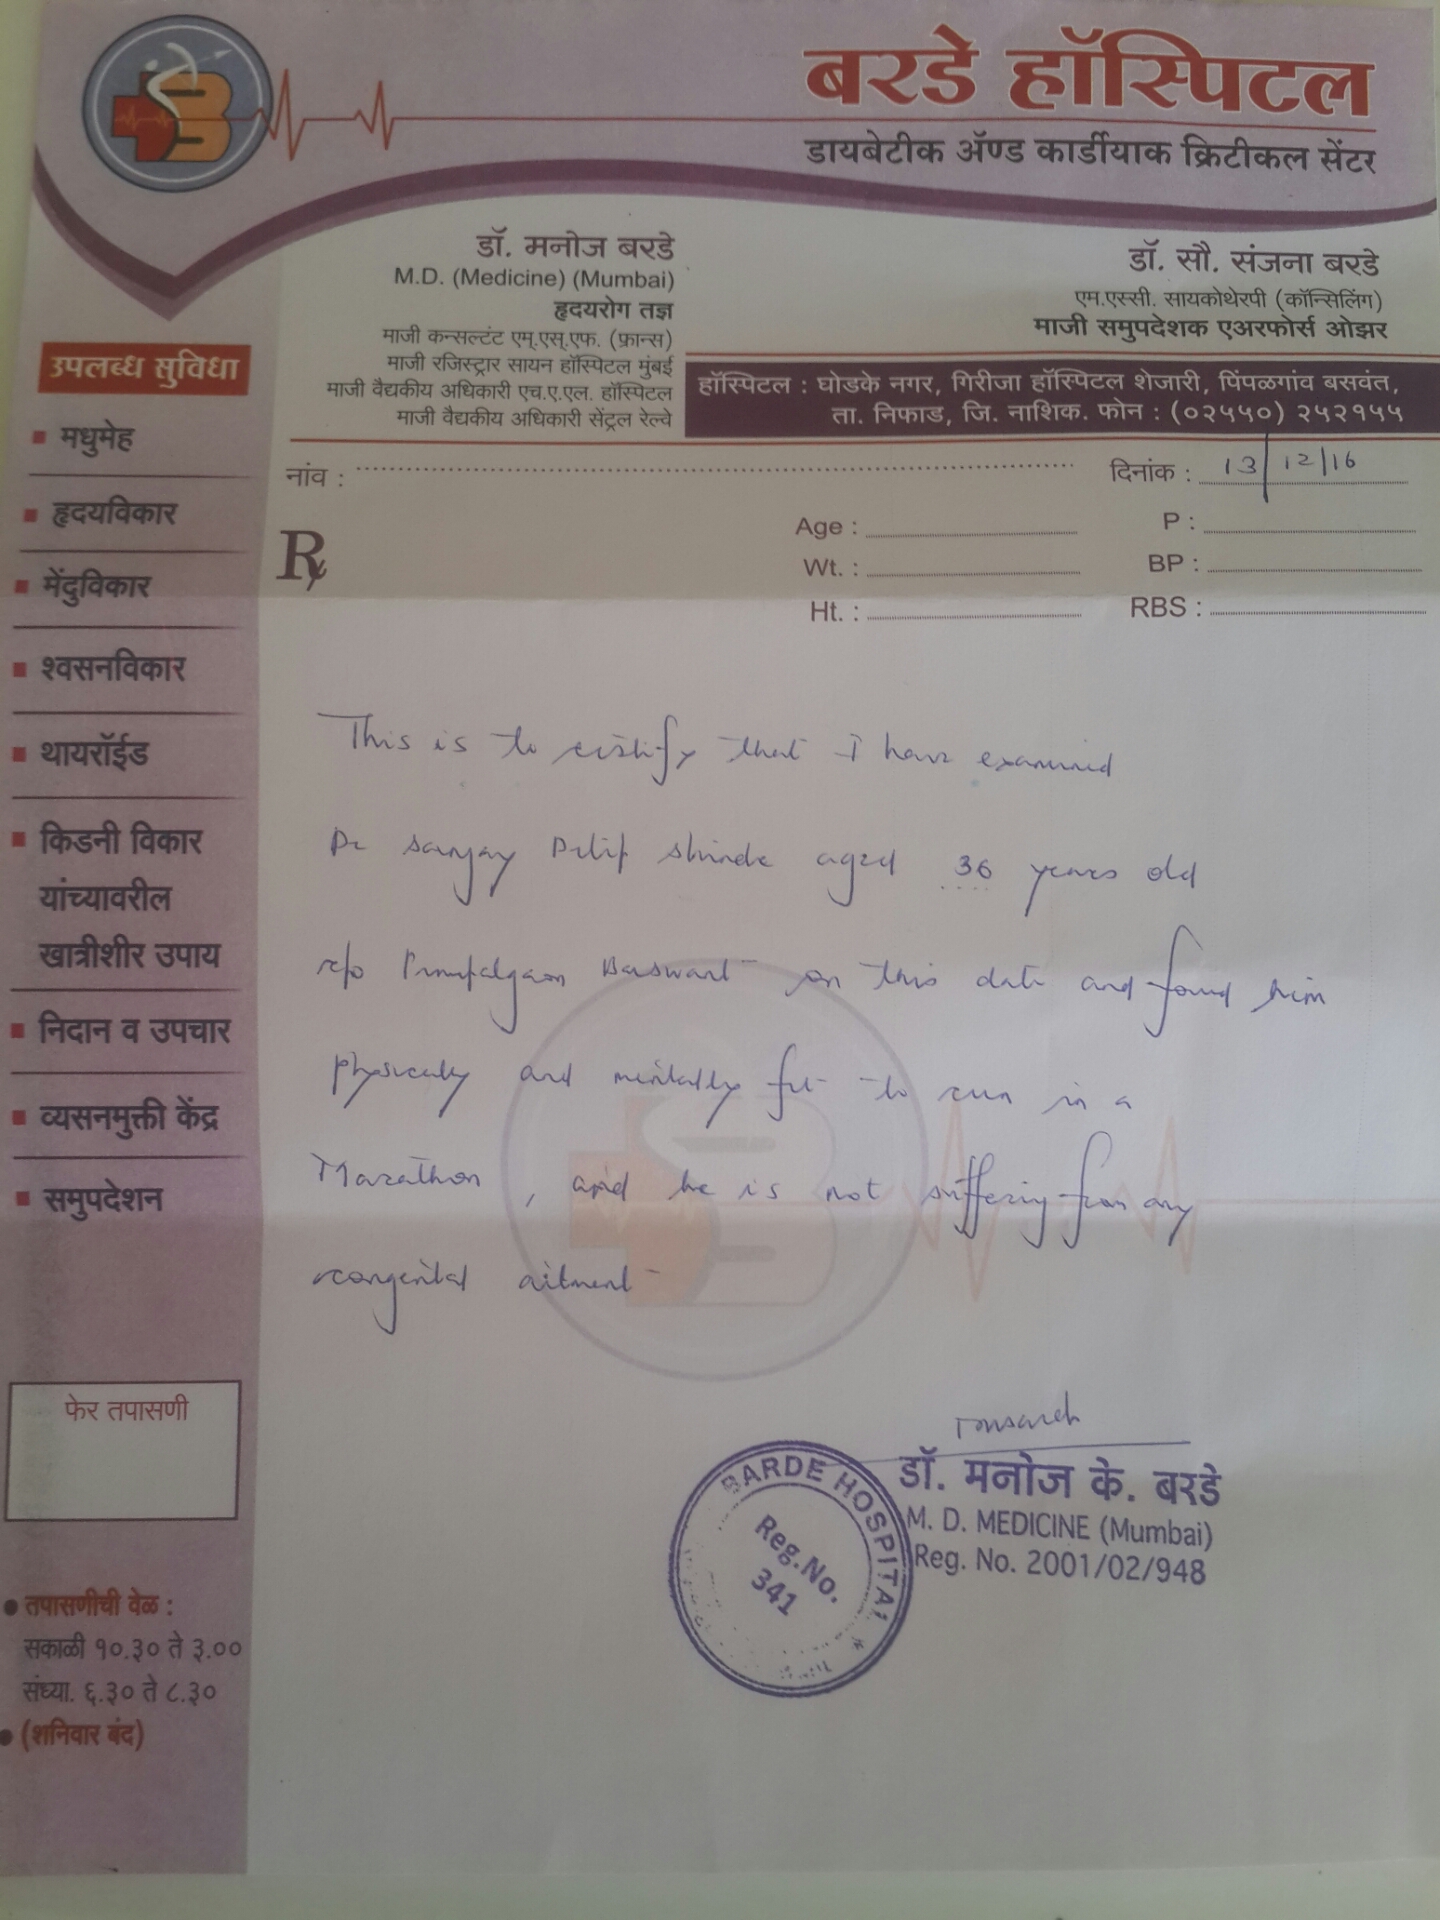 बरडे हॉस्पिटल
डायबेटीक ॲण्ड कार्डीयाक क्रिटीकल सेंटर
डॉ. मनोज बरडे
M.D. (Medicine) (Mumbai)
हृदयरोग तज्ञ
माजी कन्सल्टंट एम्.एस्.एफ. (फ्रान्स)
माजी रजिस्ट्रार सायन हॉस्पिटल मुंबई
माजी वैद्यकीय अधिकारी एच.ए.एल. हॉस्पिटल
माजी वैद्यकीय अधिकारी सेंट्रल रेल्वे
डॉ. सौ. संजना बरडे
एम.एस्सी. सायकोथेरपी (कॉन्सिलिंग)
माजी समुपदेशक एअरफोर्स ओझर
हॉस्पिटल : घोडके नगर, गिरीजा हॉस्पिटल शेजारी, पिंपळगांव बसवंत,
ता. निफाड, जि. नाशिक. फोन : (०२५५०) २५२१५५
नांव :
दिनांक : 13/12/16
Age :
P :
Wt. :
BP :
Ht. :
RBS :
उपलब्ध सुविधा
मधुमेह
हृदयविकार
मेंदुविकार
श्वसनविकार
थायरॉईड
किडनी विकार
यांच्यावरील
खात्रीशीर उपाय
निदान व उपचार
व्यसनमुक्ती केंद्र
समुपदेशन
फेर तपासणी
तपासणीची वेळ :
सकाळी १०.३० ते ३.००
संध्या. ६.३० ते ८.३०
(शनिवार बंद)
This is to certify that I have examined
Dr Sanjay Dilip Shinde aged 36 years old
r/o Pimpalgaon Baswant on this date and found him
physically and mentally fit to run in a
Marathon, and he is not suffering from any
congenital ailment
डॉ. मनोज के. बरडे
M. D. MEDICINE (Mumbai)
Reg. No. 2001/02/948
BARDE HOSPITAL
Reg. No.
341